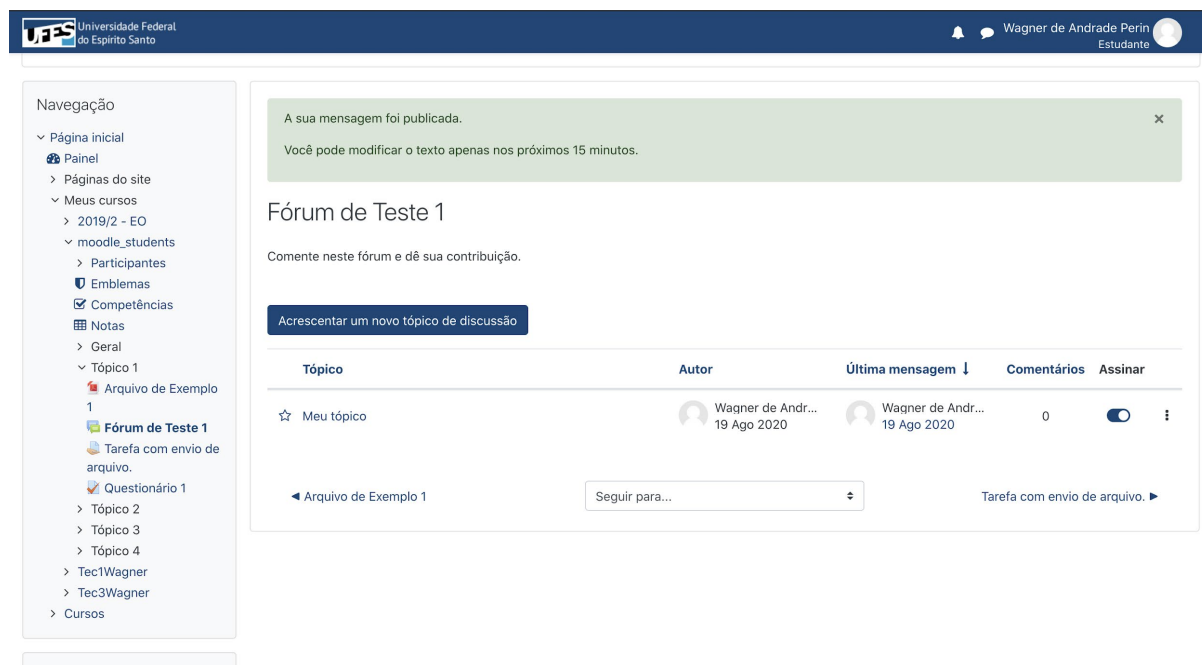 UFES Universidade Federal
do Espírito Santo
Wagner de Andrade Perin
Estudante
Navegação
Página inicial
Painel
Páginas do site
Meus cursos
2019/2 - EO
moodle_students
Participantes
Emblemas
Competências
Notas
Geral
Tópico 1
Arquivo de Exemplo
1
Fórum de Teste 1
Tarefa com envio de
arquivo.
Questionário 1
Tópico 2
Tópico 3
Tópico 4
Tec1Wagner
Tec3Wagner
Cursos
A sua mensagem foi publicada. ×
Você pode modificar o texto apenas nos próximos 15 minutos.
Fórum de Teste 1
Comente neste fórum e dê sua contribuição.
Acrescentar um novo tópico de discussão
Tópico Autor Última mensagem ↓ Comentários Assinar
Meu tópico Wagner de Andr... Wagner de Andr... 0
19 Ago 2020 19 Ago 2020
◄ Arquivo de Exemplo 1 Seguir para... Tarefa com envio de arquivo. ►